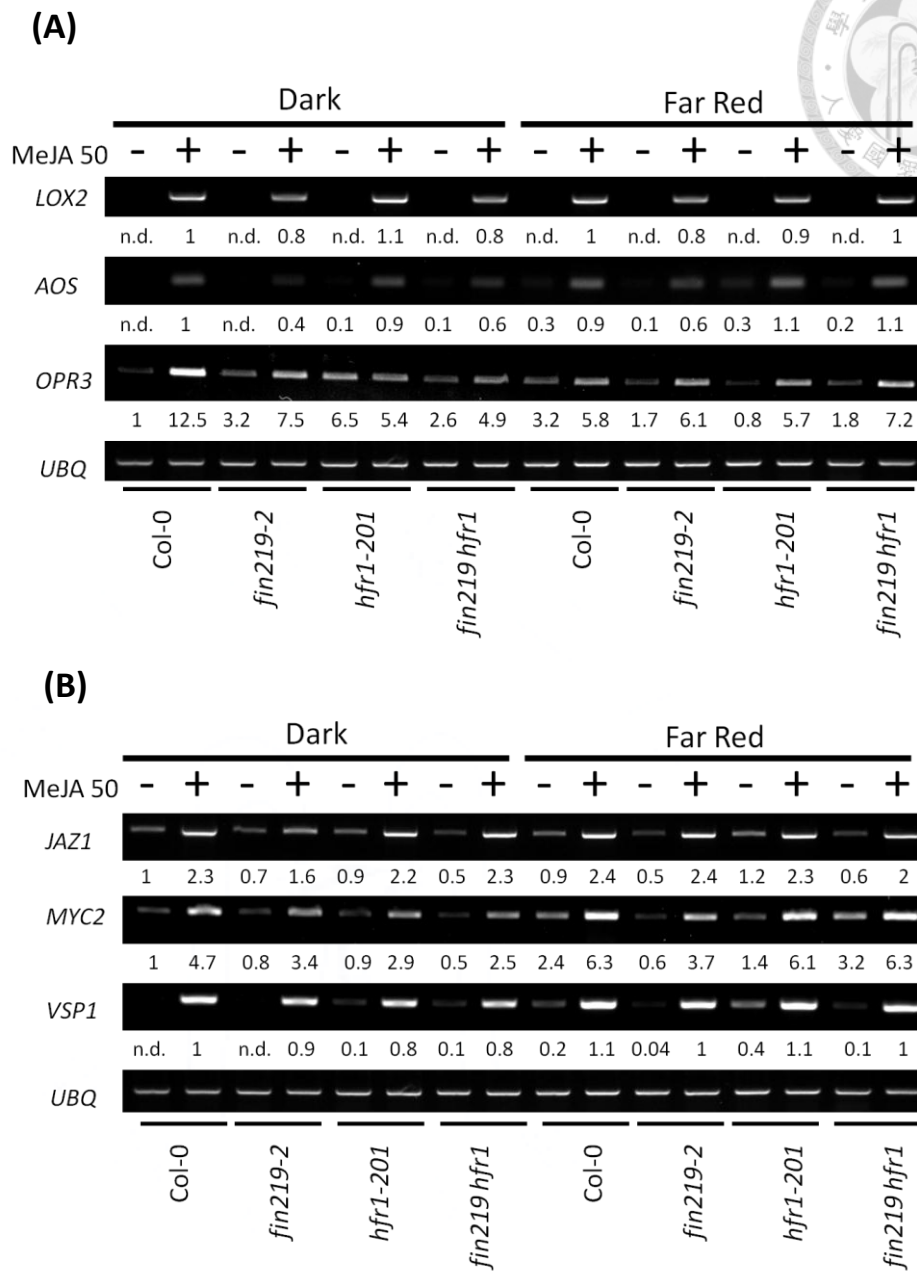 (A)
Dark Far Red
MeJA 50 - + - + - + - + - + - + - + - +
LOX2
n.d. 1 n.d. 0.8 n.d. 1.1 n.d. 0.8 n.d. 1 n.d. 0.8 n.d. 0.9 n.d. 1
AOS
n.d. 1 n.d. 0.4 0.1 0.9 0.1 0.6 0.3 0.9 0.1 0.6 0.3 1.1 0.2 1.1
OPR3
1 12.5 3.2 7.5 6.5 5.4 2.6 4.9 3.2 5.8 1.7 6.1 0.8 5.7 1.8 7.2
UBQ
Col-0 fin219-2 hfr1-201 fin219 hfr1 Col-0 fin219-2 hfr1-201 fin219 hfr1
(B)
Dark Far Red
MeJA 50 - + - + - + - + - + - + - + - +
JAZ1
1 2.3 0.7 1.6 0.9 2.2 0.5 2.3 0.9 2.4 0.5 2.4 1.2 2.3 0.6 2
MYC2
1 4.7 0.8 3.4 0.9 2.9 0.5 2.5 2.4 6.3 0.6 3.7 1.4 6.1 3.2 6.3
VSP1
n.d. 1 n.d. 0.9 0.1 0.8 0.1 0.8 0.2 1.1 0.04 1 0.4 1.1 0.1 1
UBQ
Col-0 fin219-2 hfr1-201 fin219 hfr1 Col-0 fin219-2 hfr1-201 fin219 hfr1